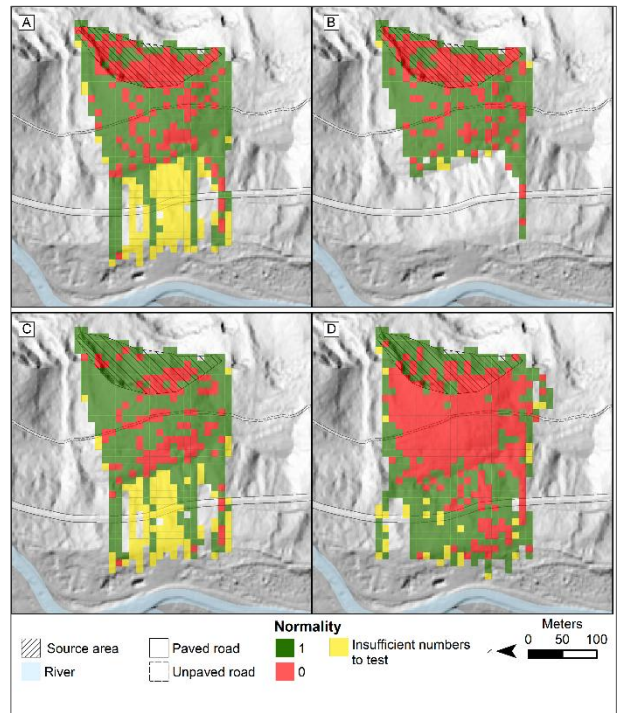 A
B
C
D
Normality
Meters
Source area
Paved road
1
Insufficient numbers
to test
0 50 100
River
Unpaved road
0